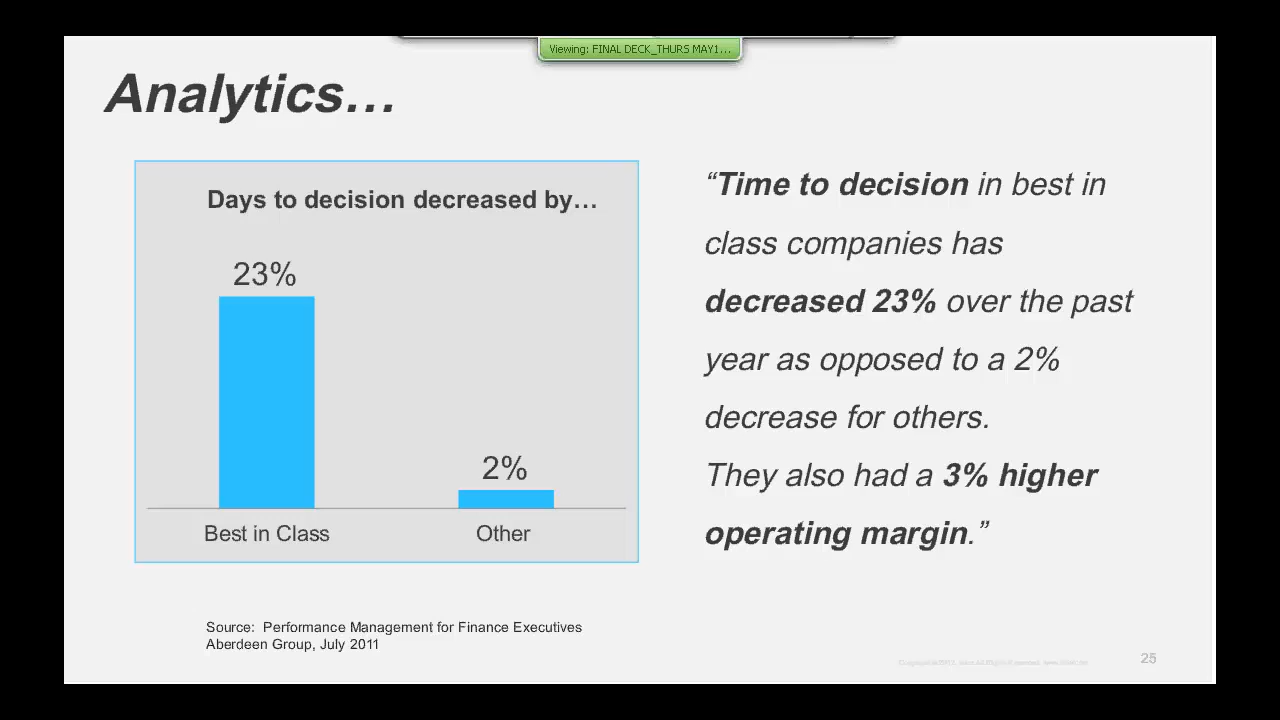 Viewing: FINAL DECK_THURS MAY1...
Analytics…
Days to decision decreased by…
23%
2%
Best in Class
Other
“Time to decision in best in
class companies has
decreased 23% over the past
year as opposed to a 2%
decrease for others.
They also had a 3% higher
operating margin.”
Source:  Performance Management for Finance Executives
Aberdeen Group, July 2011
25